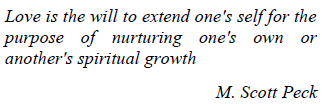 Love is the will to extend one's self for the
purpose of nurturing one's own or
another's spiritual growth
M. Scott Peck